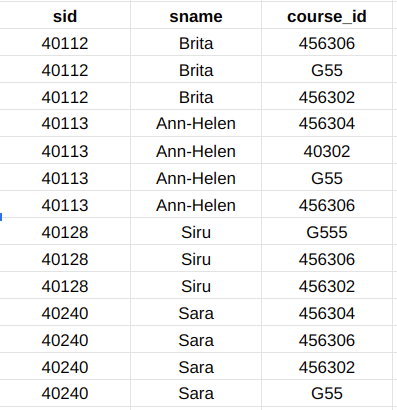 sid sname course_id
40112 Brita 456306
40112 Brita G55
40112 Brita 456302
40113 Ann-Helen 456304
40113 Ann-Helen 40302
40113 Ann-Helen G55
40113 Ann-Helen 456306
40128 Siru G555
40128 Siru 456306
40128 Siru 456302
40240 Sara 456304
40240 Sara 456306
40240 Sara 456302
40240 Sara G55